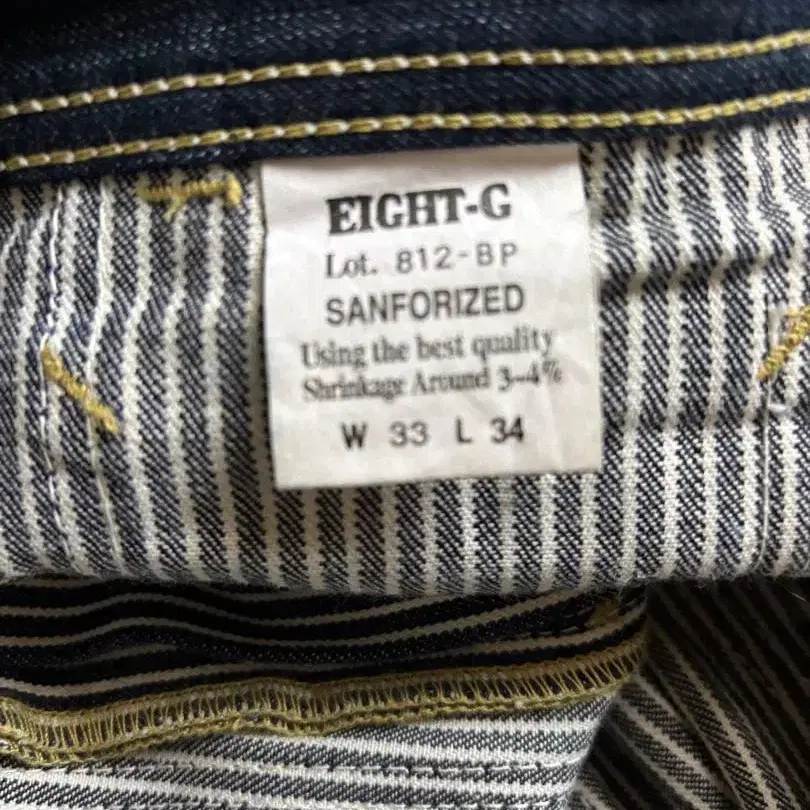 EIGHT-G
Lot. 812-BP
SANFORIZED
Using the best quality
Shrinkage Around 3–4%
W 33 L 34